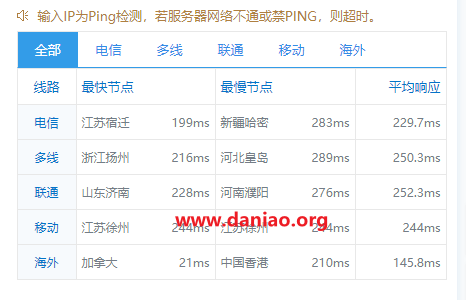 输入IP为Ping检测，若服务器网络不通或禁PING，则超时。
全部 电信 多线 联通 移动 海外
线路 最快节点 最慢节点 平均响应
电信 江苏宿迁 199ms 新疆哈密 283ms 229.7ms
多线 浙江扬州 216ms 河北皇岛 289ms 250.3ms
联通 山东济南 228ms 河南濮阳 276ms 252.3ms
www.daniao.org
移动 江苏徐州 244ms 江苏徐州 244ms 244ms
海外 加拿大 21ms 中国香港 210ms 145.8ms